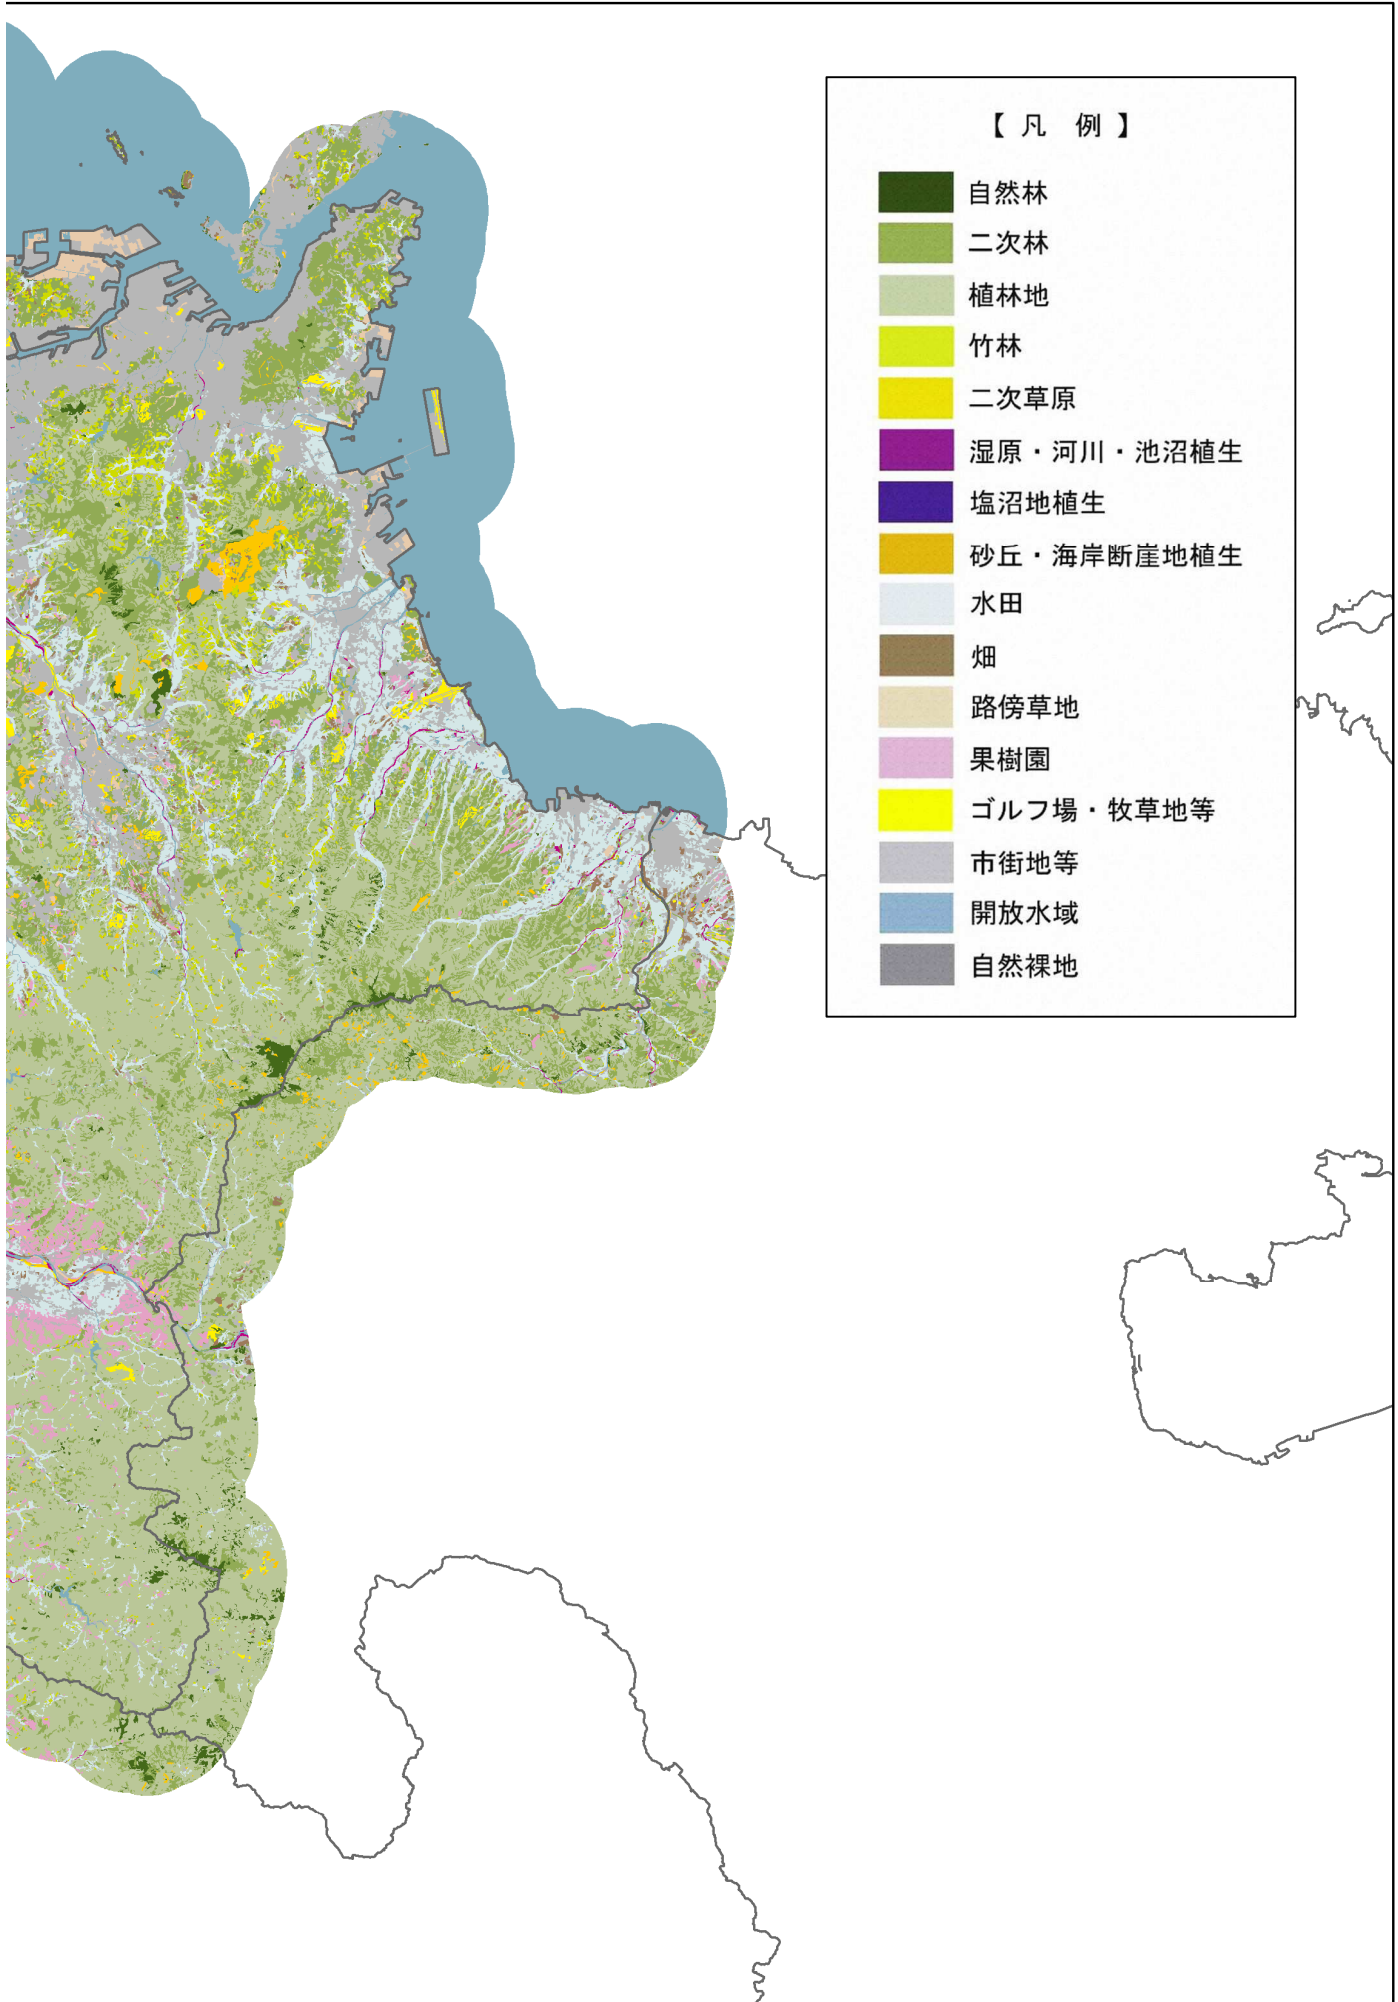 【 凡 例 】
自然林
二次林
植林地
竹林
二次草原
湿原・河川・池沼植生
塩沼地植生
砂丘・海岸断崖地植生
水田
畑
路傍草地
果樹園
ゴルフ場・牧草地等
市街地等
開放水域
自然裸地